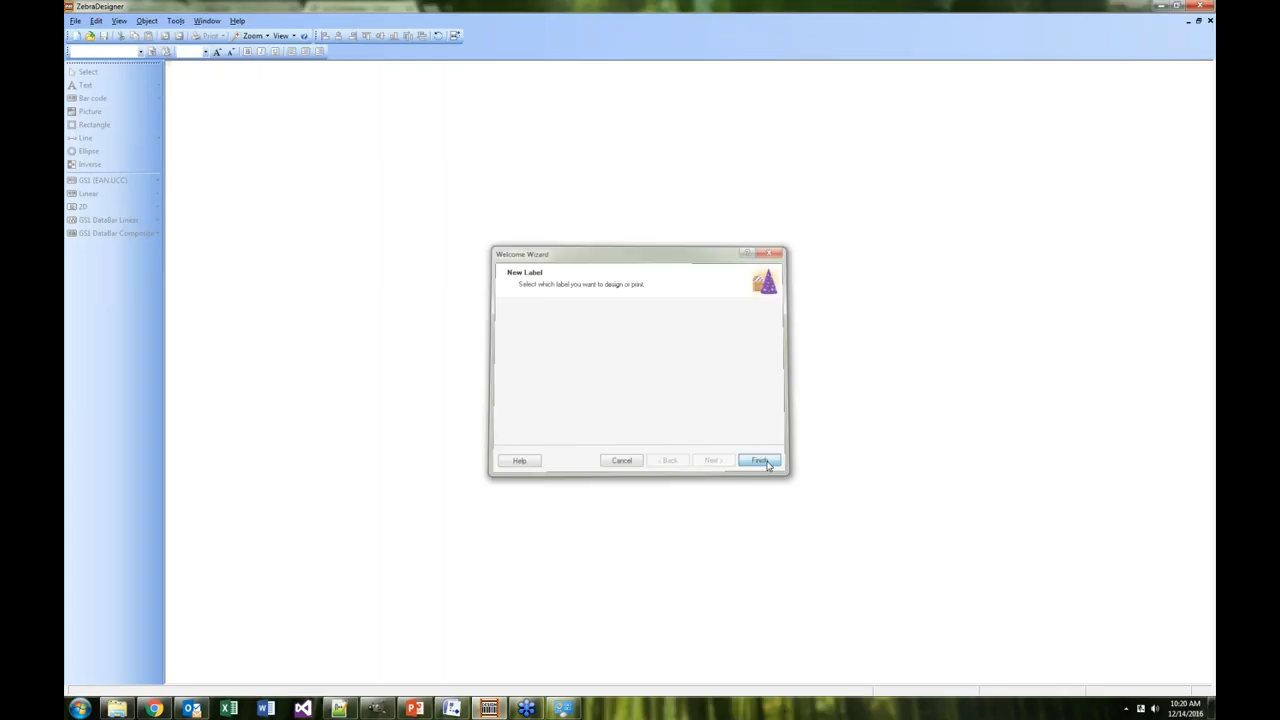 ZebraDesigner
File Edit View Object Tools Window Help
Print Zoom View
Select
Text
Bar code
Picture
Rectangle
Line
Ellipse
Inverse
GS1 (EAN.UCC)
Linear
2D
GS1 DataBar Linear
GS1 DataBar Composite
Welcome Wizard
New Label
Select which label you want to design or print.
Help Cancel < Back Next > Finish
10:20 AM
12/14/2016